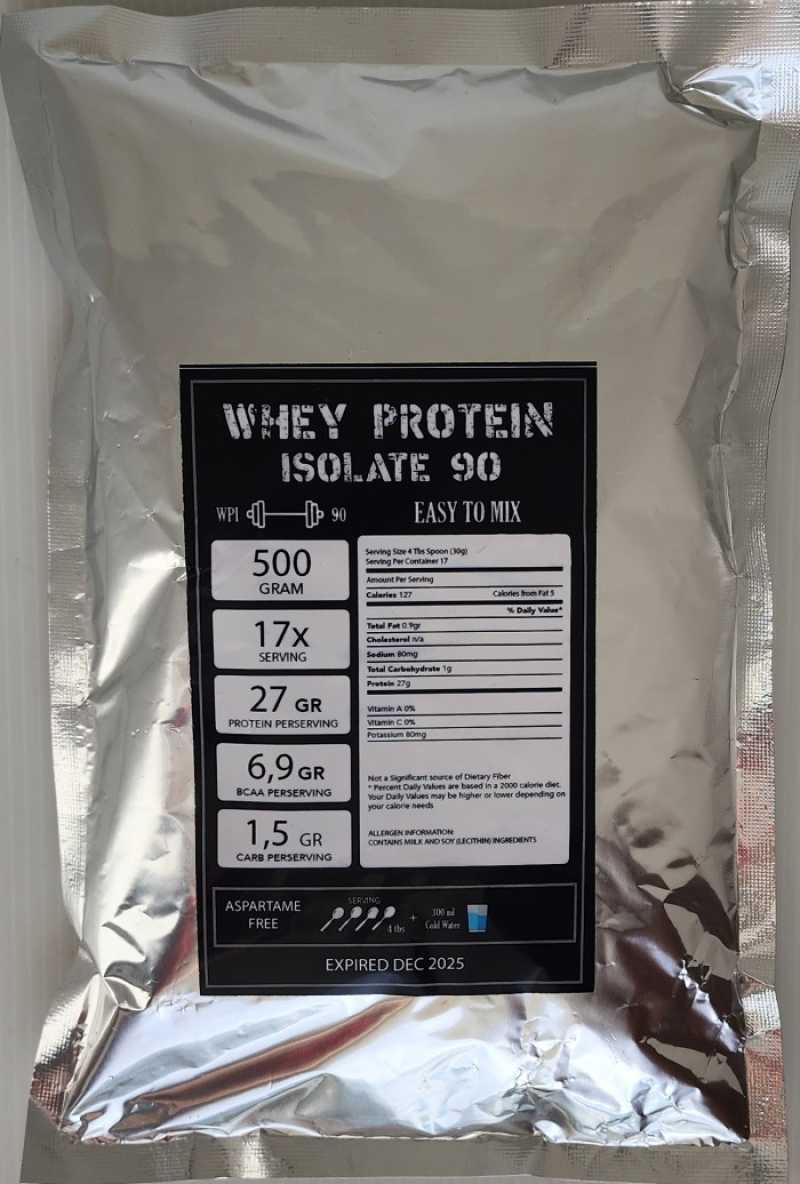 WHEY PROTEIN
ISOLATE 90
WPI 90
EASY TO MIX
500
GRAM
17x
SERVING
27 GR
PROTEIN PERSERVING
6,9 GR
BCAA PERSERVING
1,5 GR
CARB PERSERVING
Serving Size 4 Tbs Spoon (30g)
Serving Per Container 17
Amount Per Serving
Calories 127 Calories from Fat 5
% Daily Value*
Total Fat 0.9gr
Cholesterol n/a
Sodium 80mg
Total Carbohydrate 1g
Protein 27g
Vitamin A 0%
Vitamin C 0%
Potassium 80mg
Not a Significant source of Dietary Fiber
* Percent Daily Values are based in a 2000 calorie diet.
Your Daily Values may be higher or lower depending on
your calorie needs
ALLERGEN INFORMATION:
CONTAINS MIILK AND SOY (LECITHIN) INGREDIENTS
ASPARTAME
FREE
SERVING
4 tbs
+
300 ml
Cold Water
EXPIRED DEC 2025